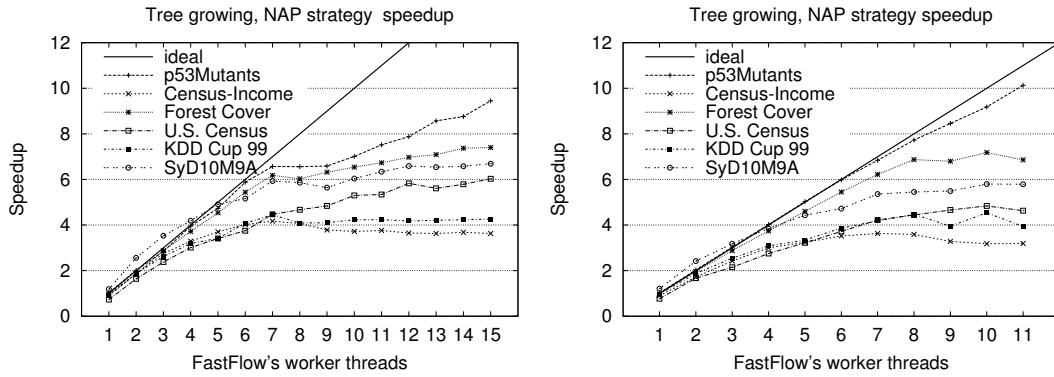 Tree growing, NAP strategy speedup
12
10
8
6
4
2
0
Speedup
ideal
p53Mutants
Census-Income
Forest Cover
U.S. Census
KDD Cup 99
SyD10M9A
1 2 3 4 5 6 7 8 9 10 11 12 13 14 15
FastFlow's worker threads
Tree growing, NAP strategy speedup
12
10
8
6
4
2
0
Speedup
ideal
p53Mutants
Census-Income
Forest Cover
U.S. Census
KDD Cup 99
SyD10M9A
1 2 3 4 5 6 7 8 9 10 11
FastFlow's worker threads